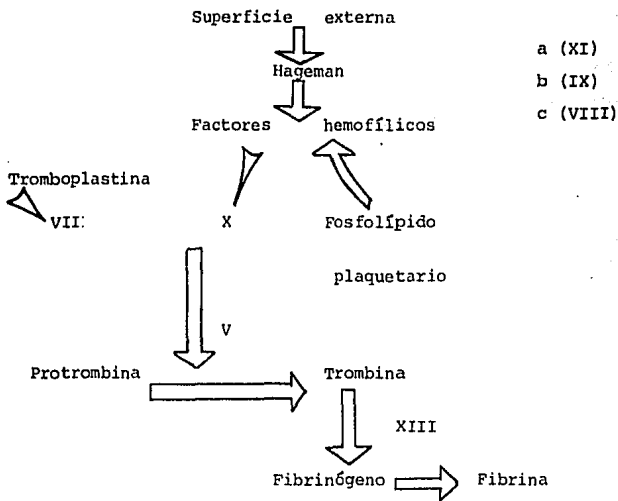 Superficie externa
a (XI)
Hageman
b (IX)
c (VIII)
Factores hemofílicos
Tromboplastina
VII: X Fosfolípido
plaquetario
V
Protrombina Trombina
XIII
Fibrinógeno Fibrina